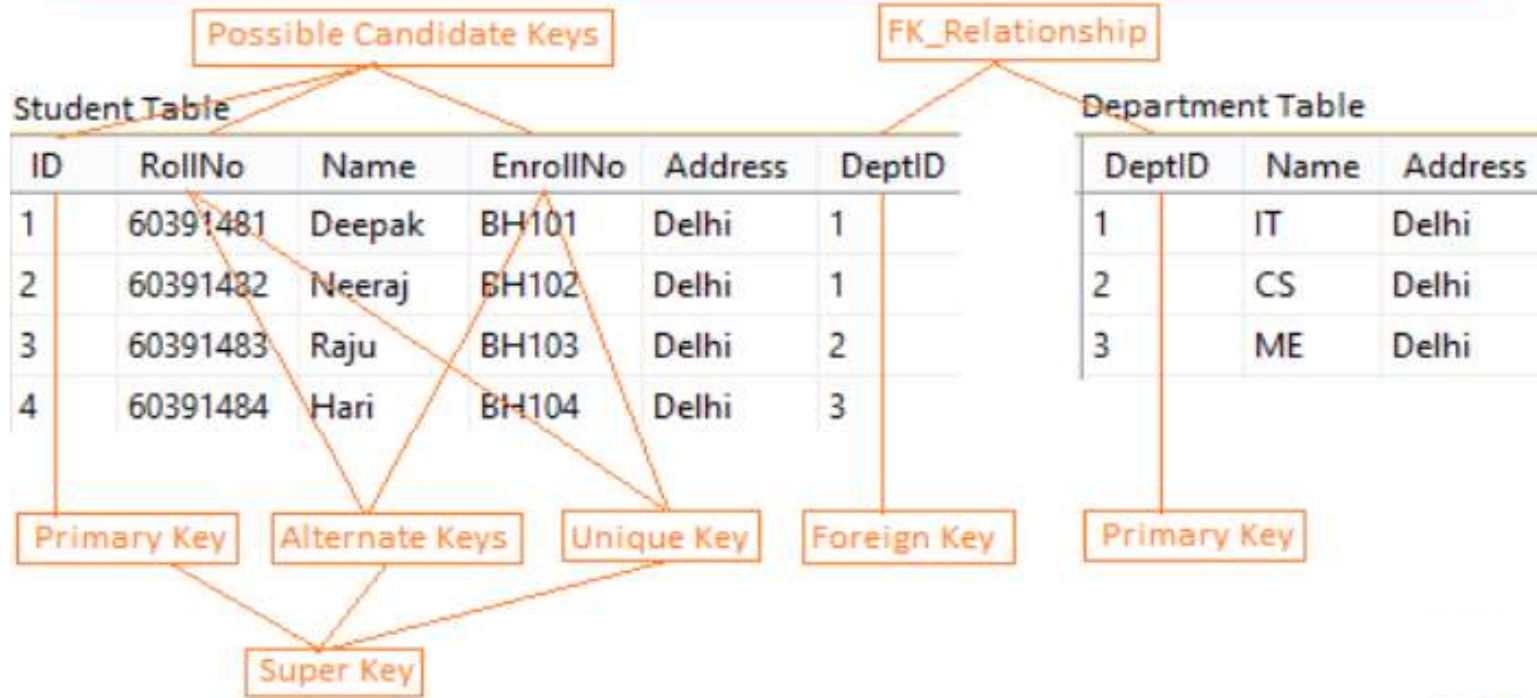 Possible Candidate Keys
FK_Relationship
Student Table
Department Table
ID RollNo Name EnrollNo Address DeptID
1 60391481 Deepak BH101 Delhi 1
2 60391482 Neeraj BH102 Delhi 1
3 60391483 Raju BH103 Delhi 2
4 60391484 Hari BH104 Delhi 3
DeptID Name Address
1 IT Delhi
2 CS Delhi
3 ME Delhi
Primary Key
Alternate Keys
Unique Key
Foreign Key
Primary Key
Super Key